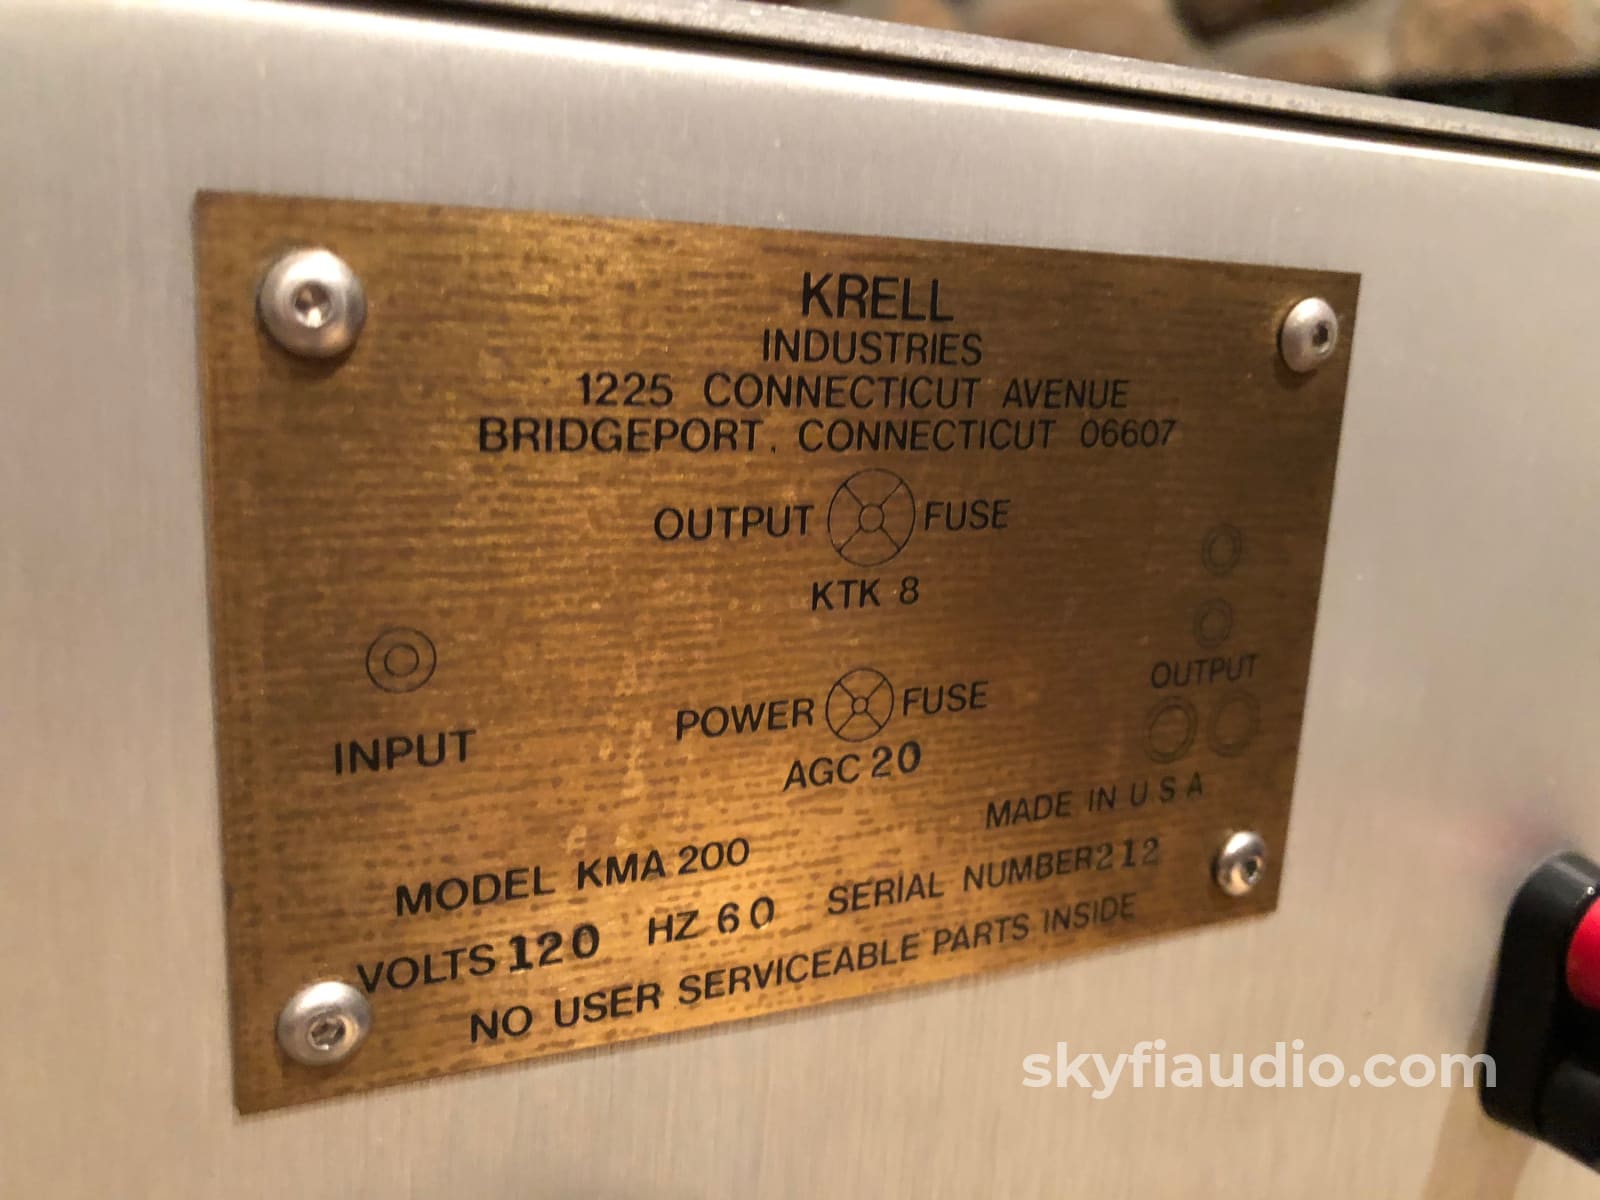 KRELL
INDUSTRIES
1225 CONNECTICUT AVENUE
BRIDGEPORT, CONNECTICUT 06607
OUTPUT FUSE
KTK 8
INPUT
POWER FUSE
AGC 20
OUTPUT
MADE IN U S A
MODEL KMA 200
VOLTS 120 HZ 60 SERIAL NUMBER 212
NO USER SERVICEABLE PARTS INSIDE
skyfiaudio.com